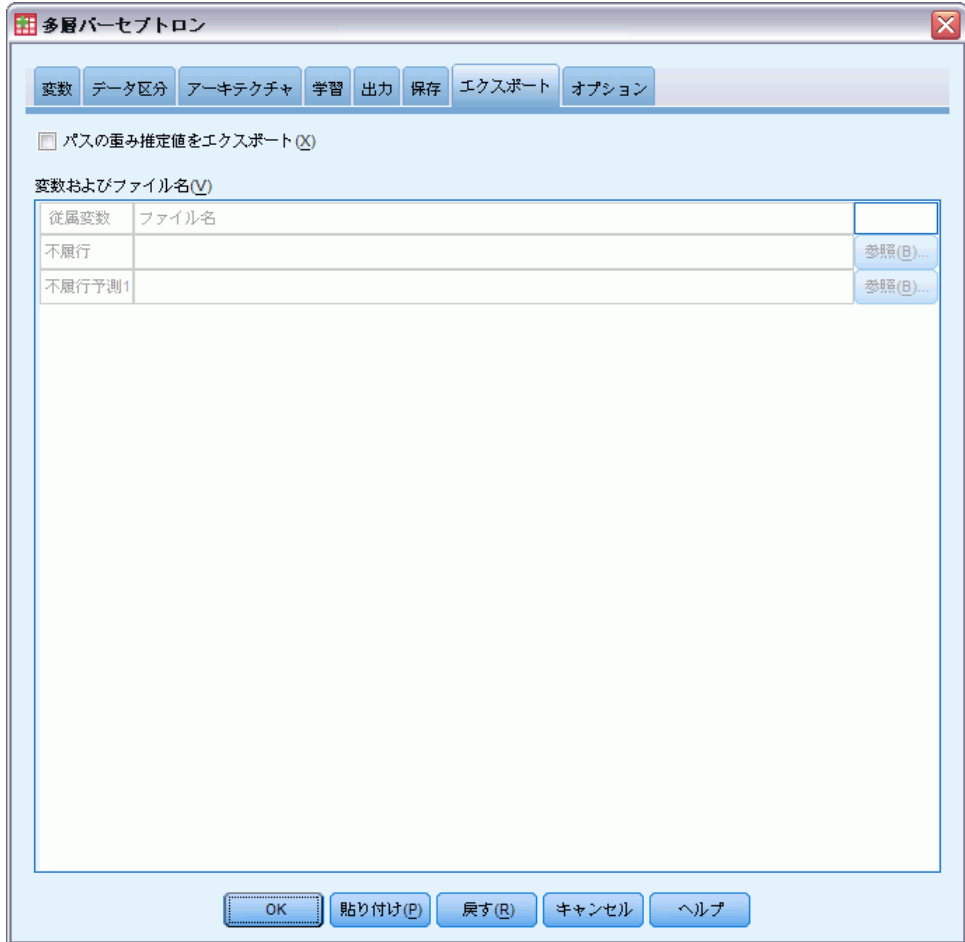 多層パーセプトロン
変数 データ区分 アーキテクチャ 学習 出力 保存 エクスポート オプション
パスの重み推定値をエクスポート(X)
変数およびファイル名(V)
従属変数 ファイル名
不履行 参照(B)...
不履行予測1 参照(B)...
OK 貼り付け(P) 戻す(R) キャンセル ヘルプ